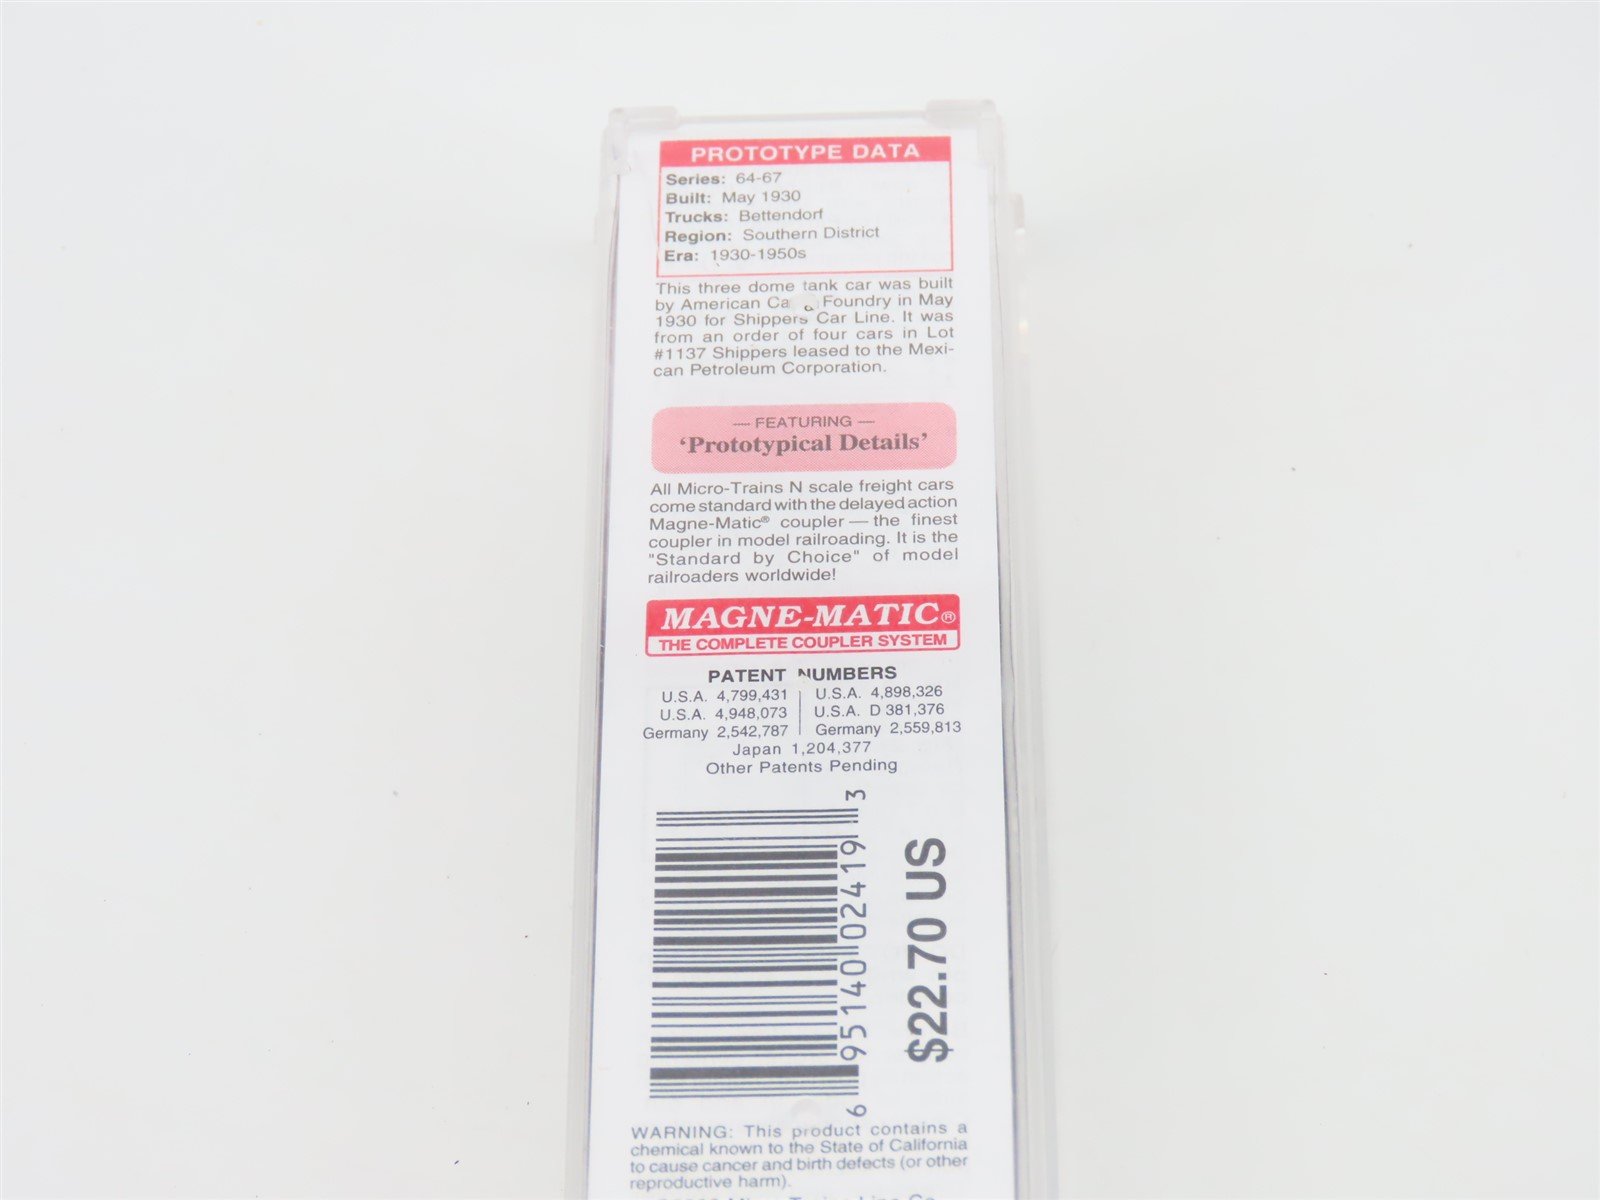 PROTOTYPE DATA
Series: 64-67
Built: May 1930
Trucks: Bettendorf
Region: Southern District
Era: 1930-1950s
This three dome tank car was built
by American Ca & Foundry in May
1930 for Shippers Car Line. It was
from an order of four cars in Lot
#1137 Shippers leased to the Mexi-
can Petroleum Corporation.
— FEATURING —
‘Prototypical Details’
All Micro-Trains N scale freight cars
come standard with the delayed action
Magne-Matic® coupler — the finest
coupler in model railroading. It is the
"Standard by Choice" of model
railroaders worldwide!
MAGNE-MATIC®
THE COMPLETE COUPLER SYSTEM
PATENT NUMBERS
U.S.A. 4,799,431 | U.S.A. 4,898,326
U.S.A. 4,948,073 | U.S.A. D 381,376
Germany 2,542,787 | Germany 2,559,813
Japan 1,204,377
Other Patents Pending
6 95140 02419 3
$22.70 US
WARNING: This product contains a
chemical known to the State of California
to cause cancer and birth defects (or other
reproductive harm).